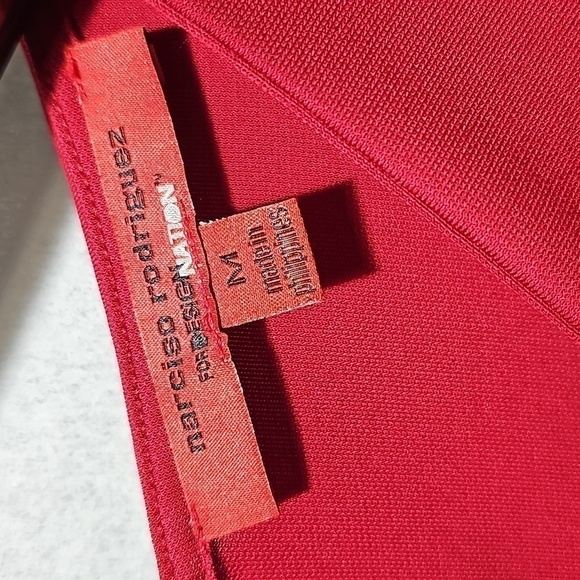 narciso rodriguez
FOR DESIGNATION™
M
made in
philippines